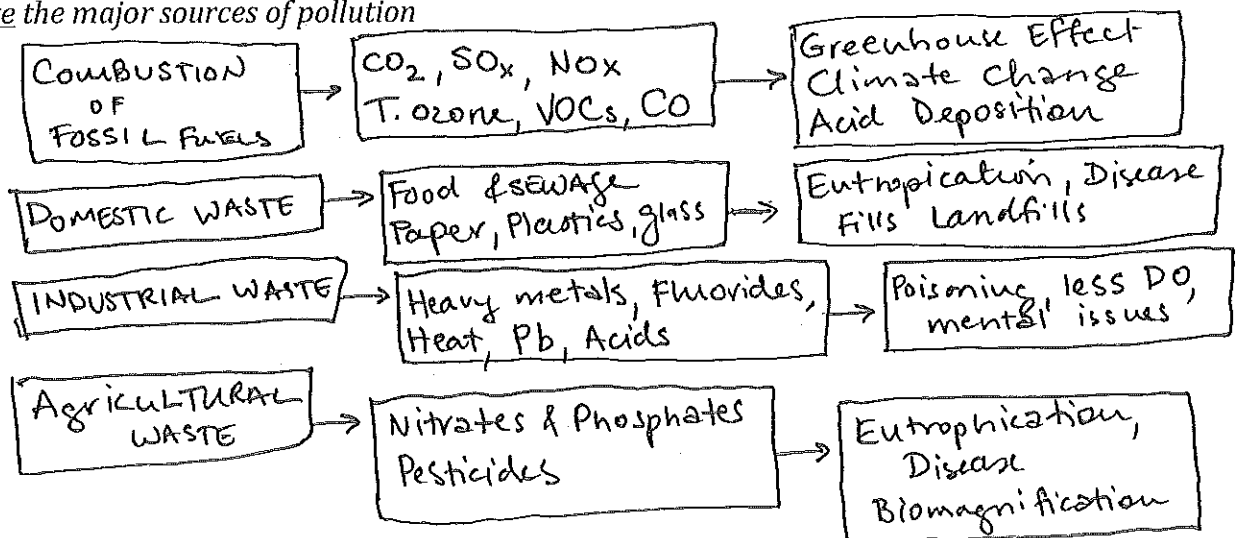 the major sources of pollution
COMBUSTION
OF
FOSSIL FUELS
CO₂, SOx, NOx
T. ozone, VOCs, CO
Greenhouse Effect
Climate Change
Acid Deposition
DOMESTIC WASTE
Food & SEWAGE
Paper, Plastics, glass
Eutropication, Disease
Fills Landfills
INDUSTRIAL WASTE
Heavy metals, Fluorides,
Heat, Pb, Acids
Poisoning, less DO,
mental issues
AgriCULTURAL
WASTE
Nitrates & Phosphates
Pesticides
Eutrophication,
Disease
Biomagnification